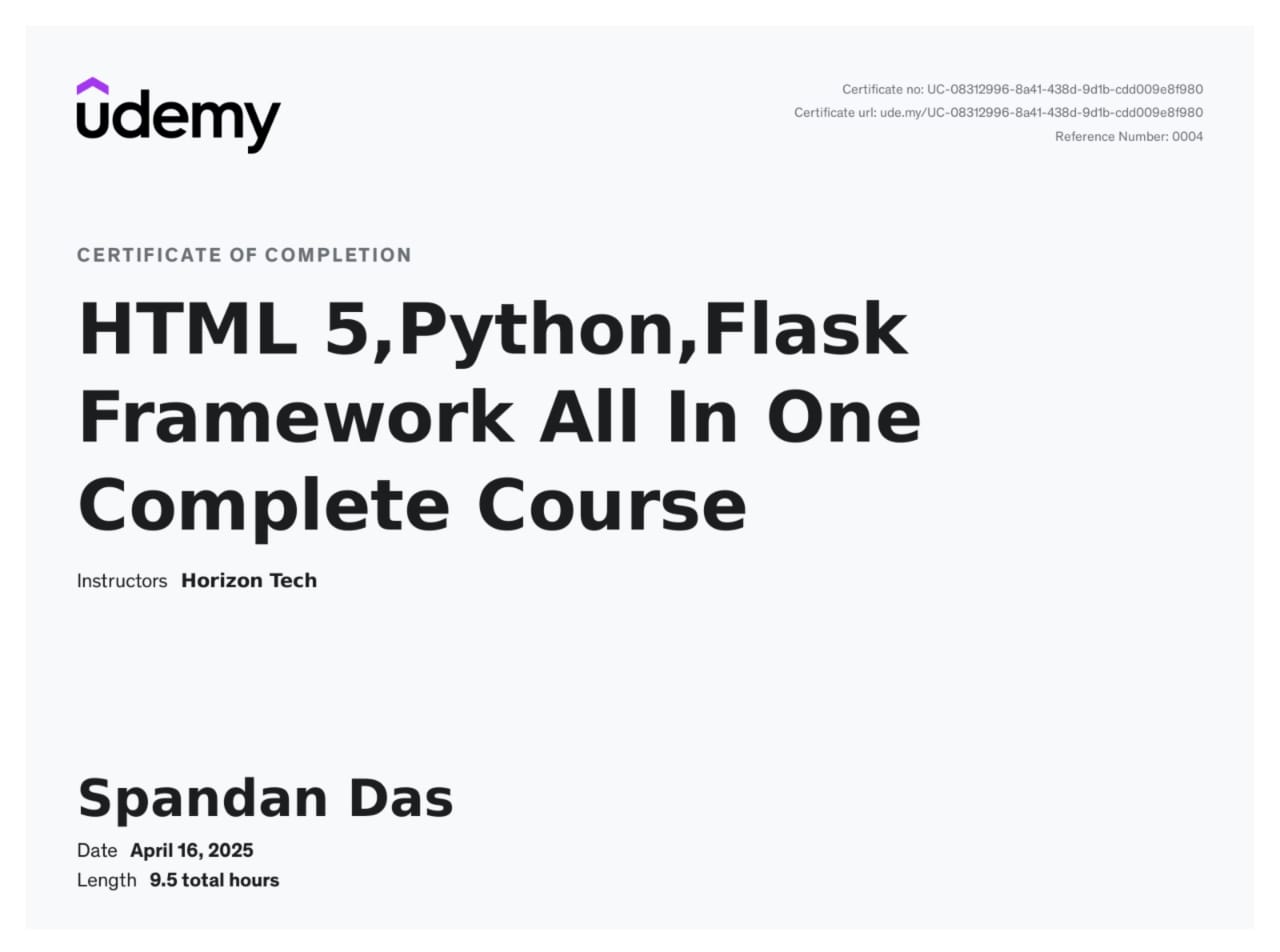 udemy
Certificate no: UC-08312996-8a41-438d-9d1b-cdd009e8f980
Certificate url: ude.my/UC-08312996-8a41-438d-9d1b-cdd009e8f980
Reference Number: 0004
CERTIFICATE OF COMPLETION
HTML 5,Python,Flask
Framework All In One
Complete Course
Instructors Horizon Tech
Spandan Das
Date April 16, 2025
Length 9.5 total hours